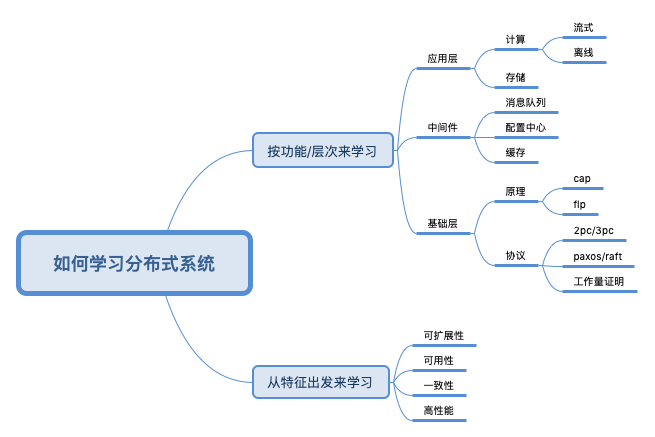 如何学习分布式系统
按功能/层次来学习
应用层
计算
流式
离线
存储
中间件
消息队列
配置中心
缓存
基础层
原理
cap
flp
协议
2pc/3pc
paxos/raft
工作量证明
从特征出发来学习
可扩展性
可用性
一致性
高性能